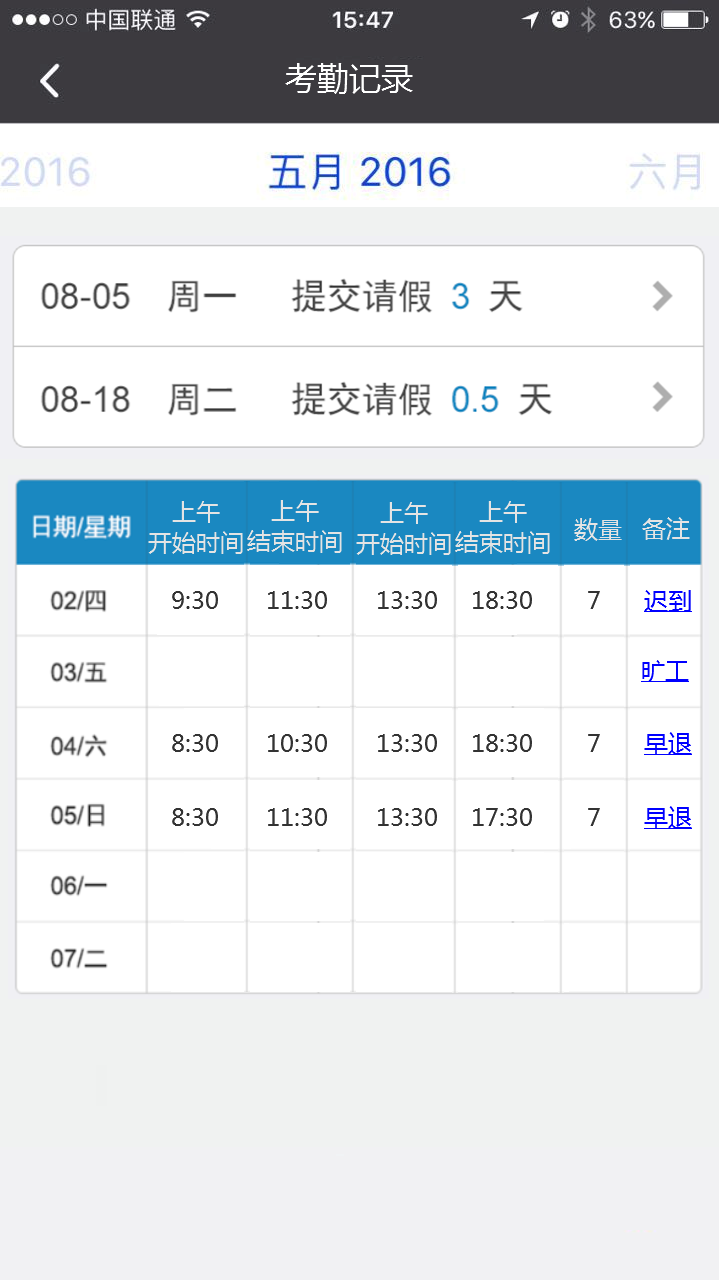 中国联通 15:47 63%
考勤记录
2016 五月 2016 六月
08-05 周一 提交请假 3 天
08-18 周二 提交请假 0.5 天
日期/星期 上午 开始时间 上午 结束时间 上午 开始时间 上午 结束时间 数量 备注
02/四 9:30 11:30 13:30 18:30 7 迟到
03/五 旷工
04/六 8:30 10:30 13:30 18:30 7 早退
05/日 8:30 11:30 13:30 17:30 7 早退
06/一
07/二